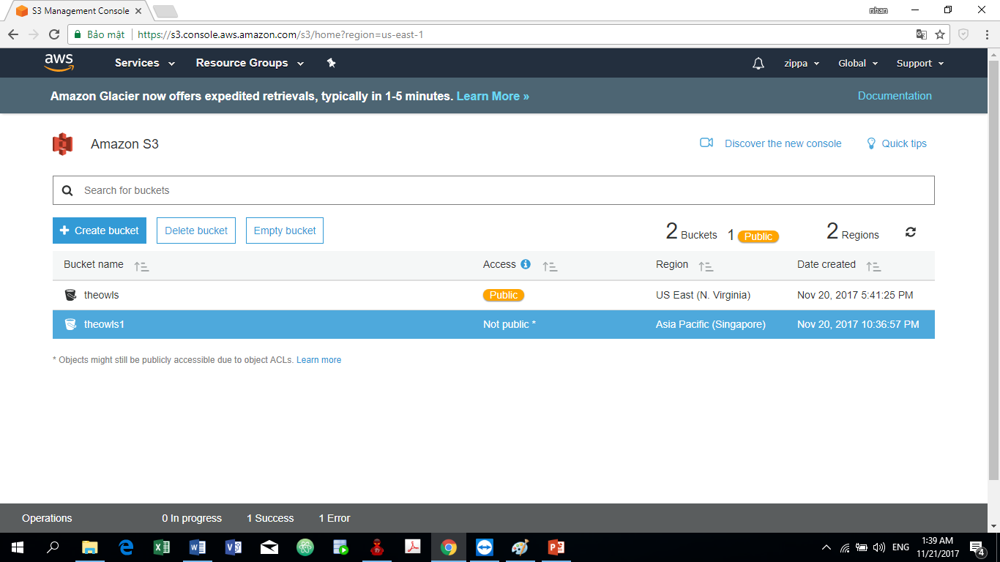 S3 Management Console
nhan
Bảo mật https://s3.console.aws.amazon.com/s3/home?region=us-east-1
aws Services Resource Groups zippa Global Support
Amazon Glacier now offers expedited retrievals, typically in 1-5 minutes. Learn More » Documentation
Amazon S3 Discover the new console Quick tips
Search for buckets
+ Create bucket Delete bucket Empty bucket 2 Buckets 1 Public 2 Regions
Bucket name Access Region Date created
theowls Public US East (N. Virginia) Nov 20, 2017 5:41:25 PM
theowls1 Not public * Asia Pacific (Singapore) Nov 20, 2017 10:36:57 PM
* Objects might still be publicly accessible due to object ACLs. Learn more
Operations 0 In progress 1 Success 1 Error
ENG 1:39 AM
11/21/2017 4